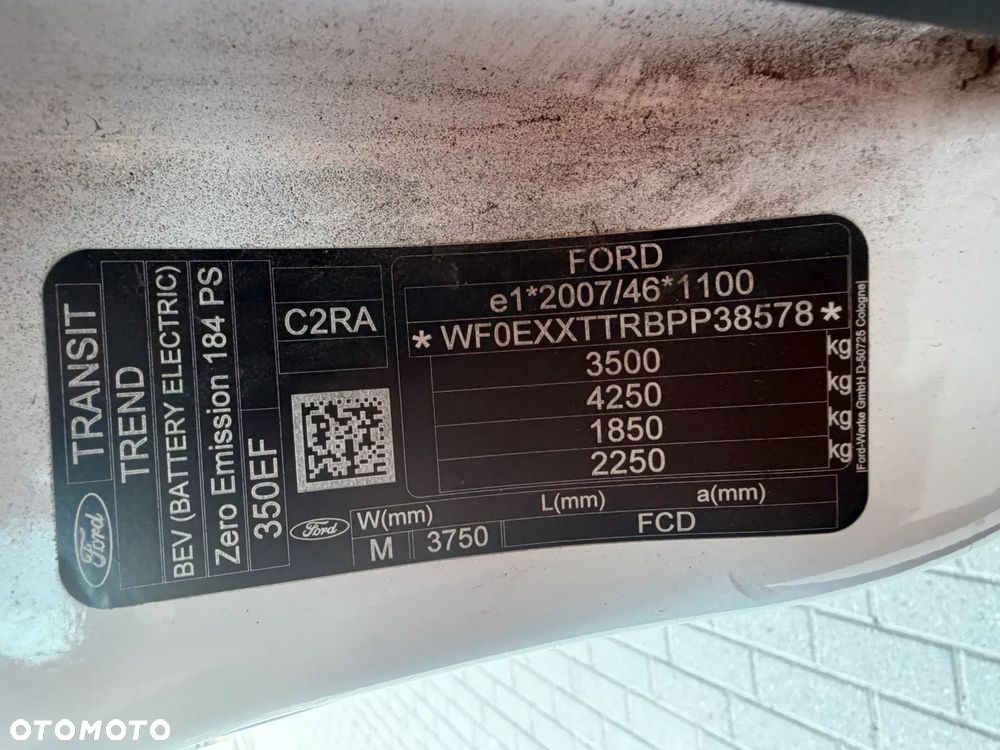 FORD
e1*2007/46*1100
* WF0EXXTTRBPP38578 *
3500 kg
4250 kg
1850 kg
2250 kg
W(mm) L(mm) a(mm)
M 3750 FCD
C2RA
Ford
Ford
TRANSIT
TREND
BEV (BATTERY ELECTRIC)
Zero Emission 184 PS
350EF
Ford-Werke GmbH D-50725 Cologne
OTOMOTO